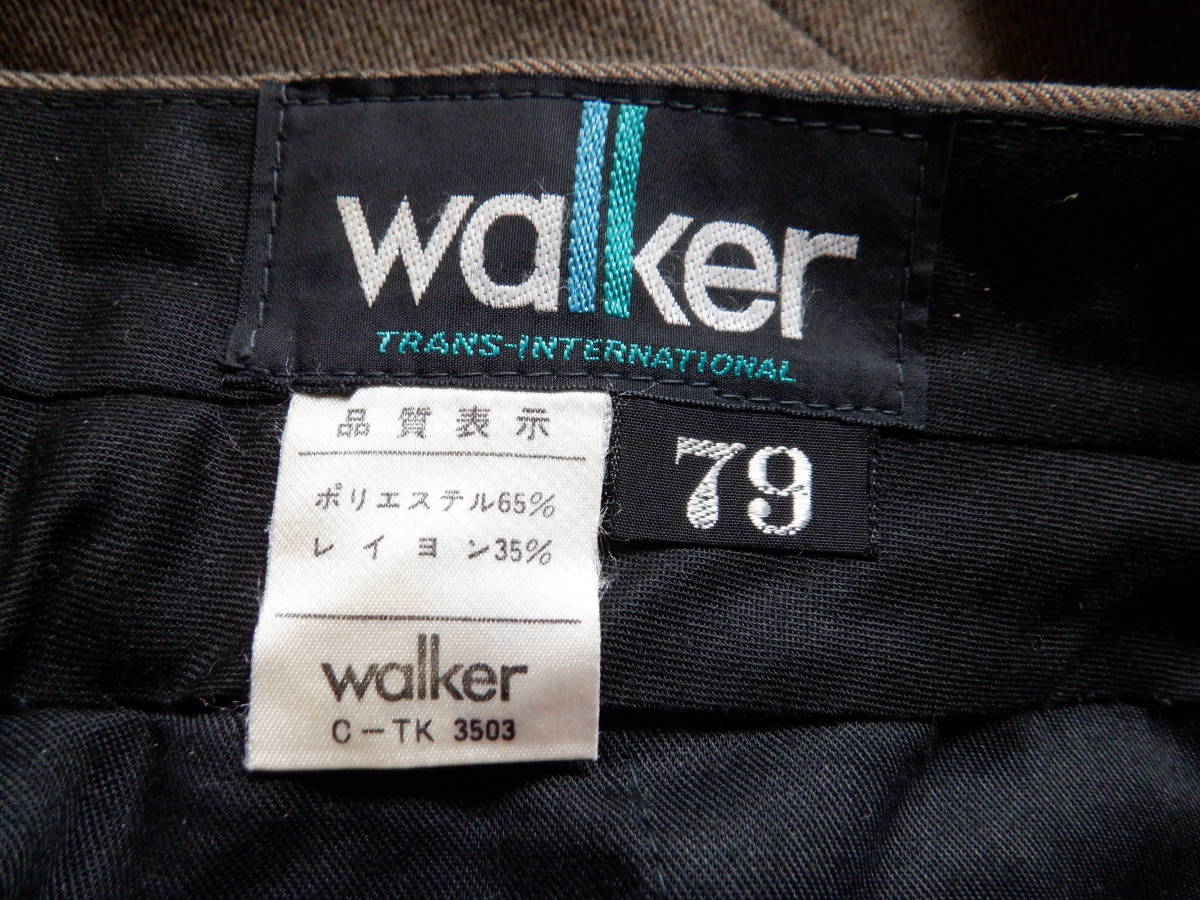 walker
TRANS-INTERNATIONAL
品質表示
ポリエステル65%
レイヨン35%
walker
C-TK 3503
79